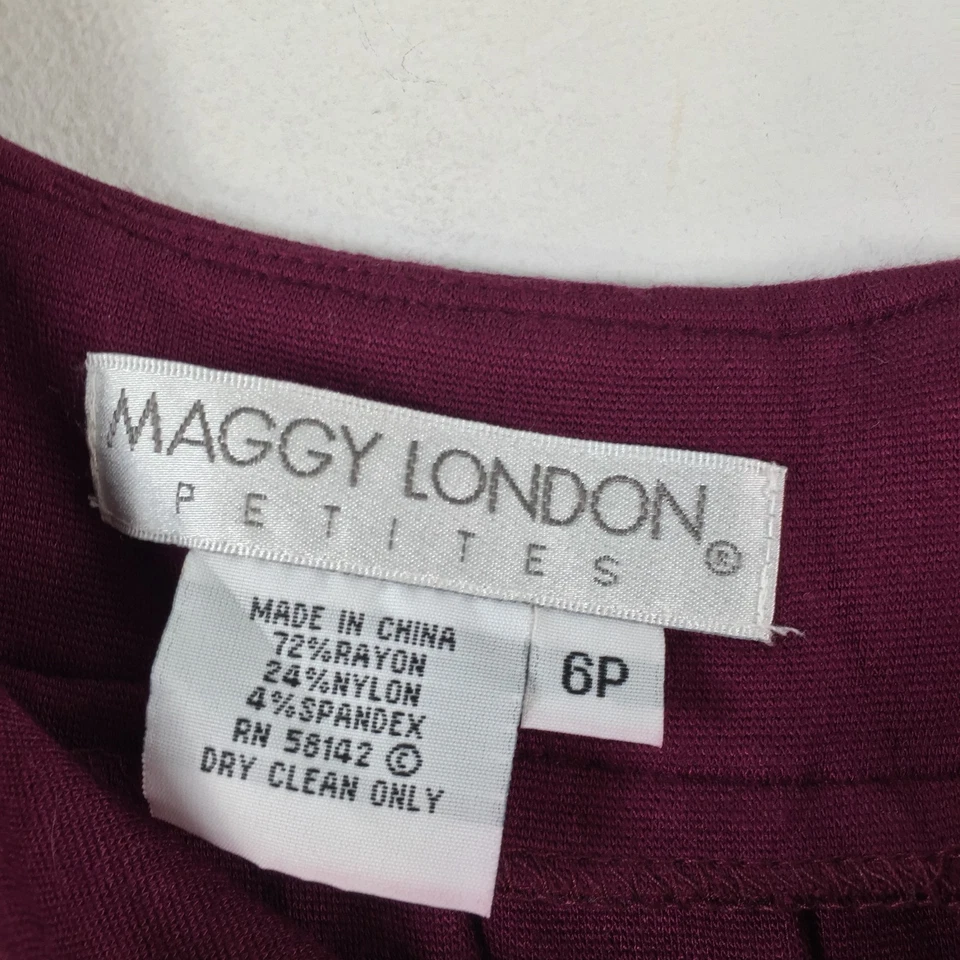 MAGGY LONDON®
PETITES
MADE IN CHINA
72%RAYON
24%NYLON
4%SPANDEX
RN 58142 ©
DRY CLEAN ONLY
6P